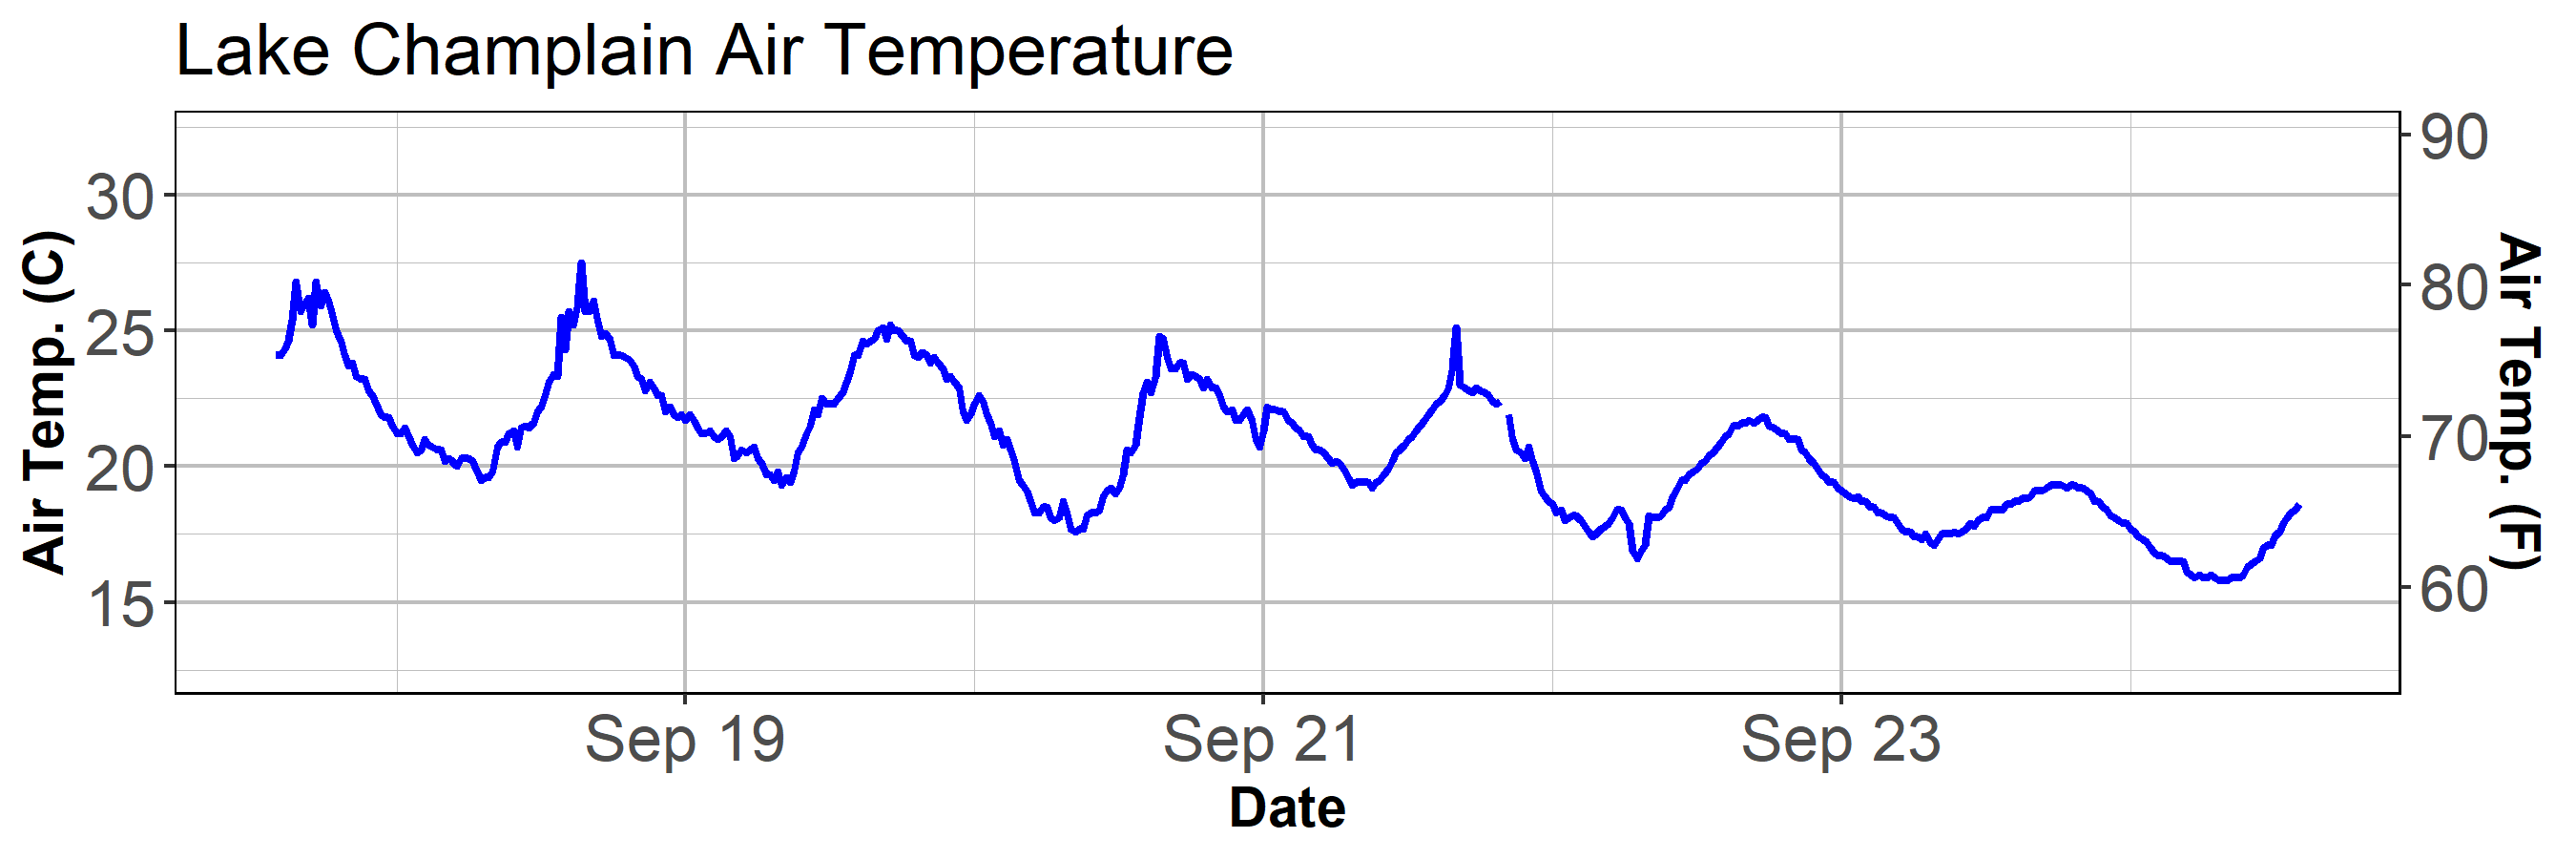 Lake Champlain Air Temperature
Air Temp. (C)
30
25
20
15
90
80
70
60
Air Temp. (F)
Sep 19
Sep 21
Sep 23
Date